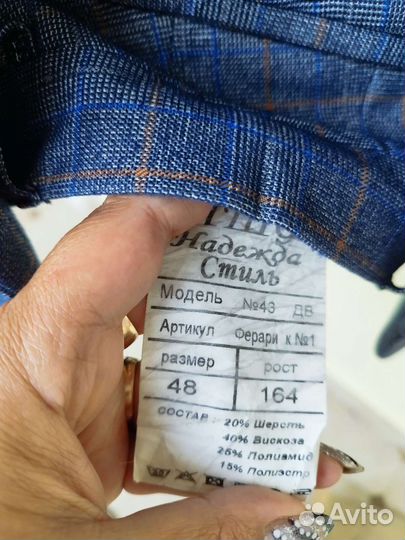 Надежда
Стиль
Модель №43 ДВ
Артикул Ферари к №1
размер рост
48 164
СОСТАВ: 20% Шерсть
40% Вискоза
25% Полиамид
15% Полиэстр
Avito